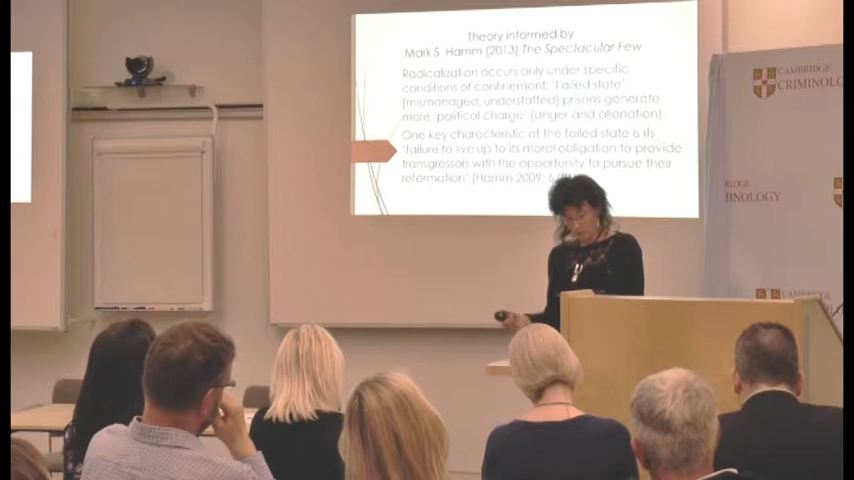 Theory informed by
Mark S. Hamm (2013) The Spectacular Few
Radicalization occurs only under specific
conditions of confinement: 'Failed state'
(mismanaged, understaffed) prisons generate
more 'political charge' (anger and alienation).
One key characteristic of the failed state is its
'failure to live up to its moral obligation to provide
transgressors with the opportunity to pursue their
reformation' (Hamm 2009:
CAMBRIDGE
CRIMINOLO
RIDGE
INOLOGY
CAMBRIDGE